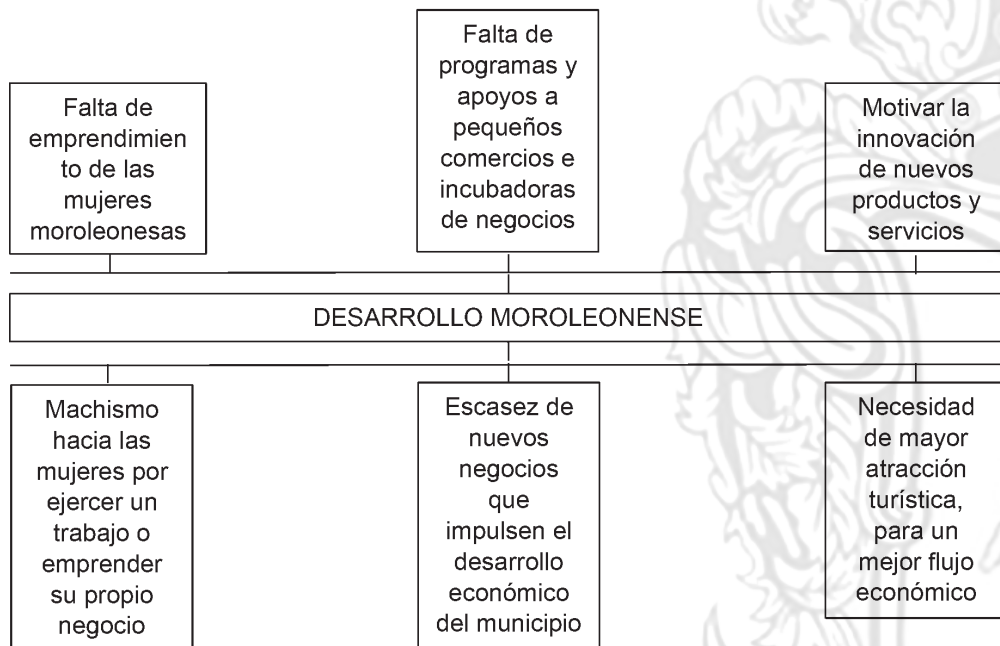 Falta de
emprendimien
to de las
mujeres
moroleonesas
Falta de
programas y
apoyos a
pequeños
comercios e
incubadoras
de negocios
Motivar la
innovación
de nuevos
productos y
servicios
DESARROLLO MOROLEONENSE
Machismo
hacia las
mujeres por
ejercer un
trabajo o
emprender
su propio
negocio
Escasez de
nuevos
negocios
que
impulsen el
desarrollo
económico
del municipio
Necesidad
de mayor
atracción
turística,
para un
mejor flujo
económico